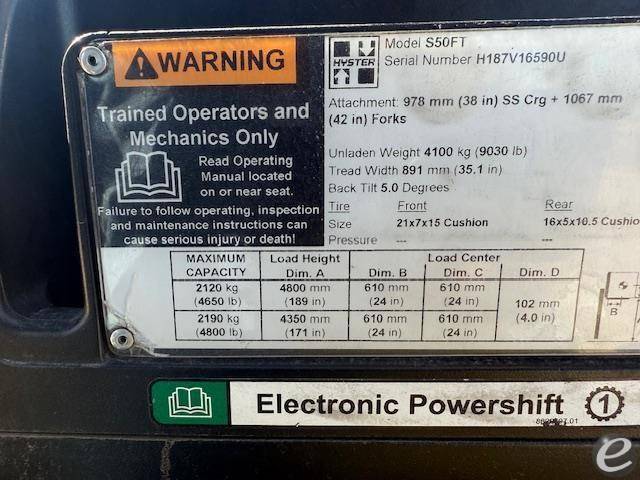 WARNING
Trained Operators and
Mechanics Only
Read Operating
Manual located
on or near seat.
Failure to follow operating, inspection
and maintenance instructions can
cause serious injury or death!
HYSTER
Model S50FT
Serial Number H187V16590U
Attachment: 978 mm (38 in) SS Crg + 1067 mm
(42 in) Forks
Unladen Weight 4100 kg (9030 lb)
Tread Width 891 mm (35.1 in)
Back Tilt 5.0 Degrees
Tire Front Rear
Size 21x7x15 Cushion 16x5x10.5 Cushio
Pressure --- ---
MAXIMUM CAPACITY Load Height Load Center
Dim. A Dim. B Dim. C Dim. D
2120 kg 4800 mm 610 mm 610 mm
(4650 lb) (189 in) (24 in) (24 in)
102 mm
(4.0 in)
2190 kg 4350 mm 610 mm 610 mm
(4800 lb) (171 in) (24 in) (24 in)
B
Electronic Powershift 1
e